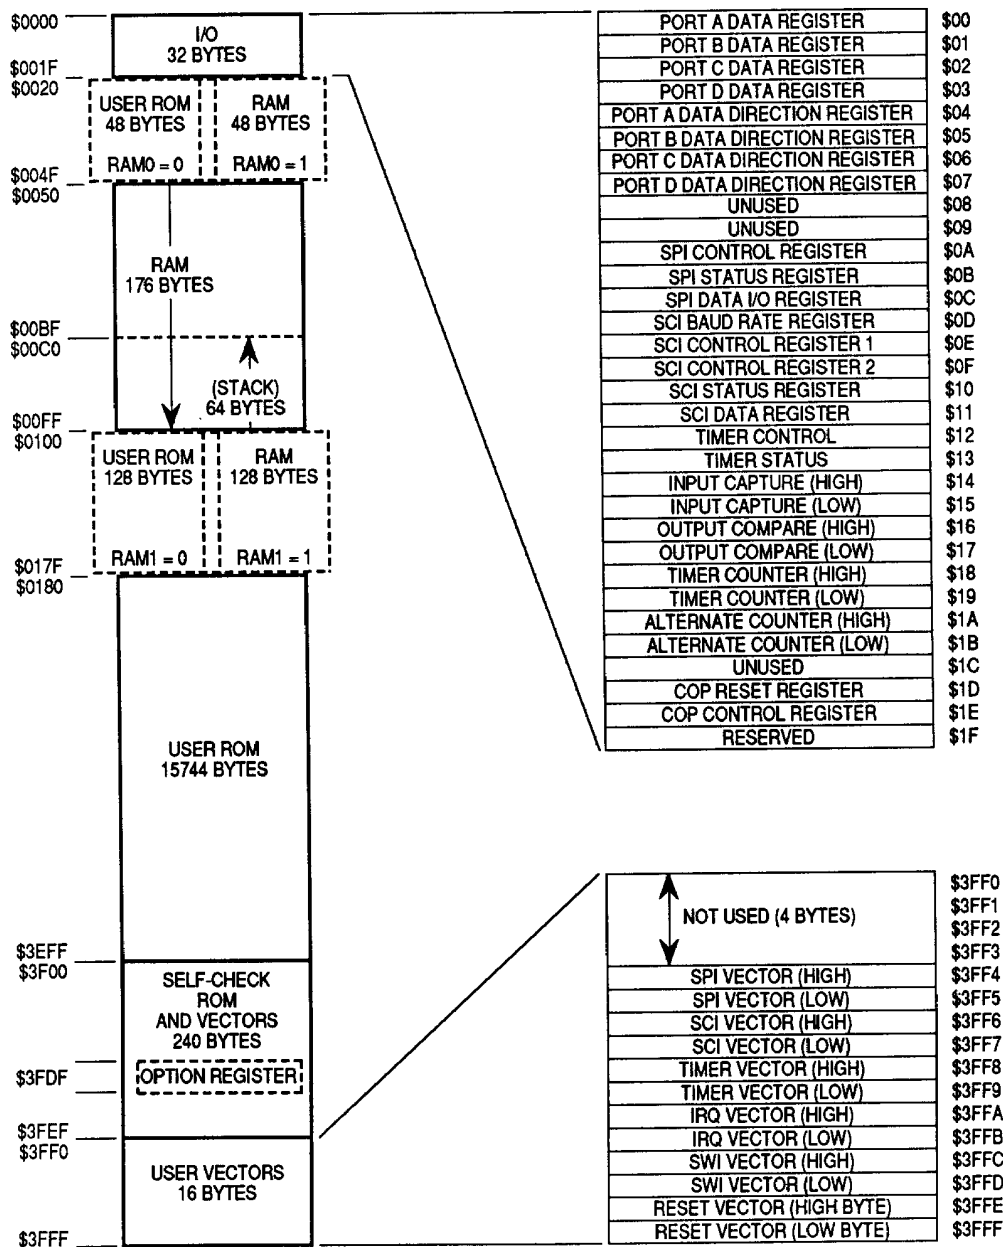 $0000
I/O
32 BYTES
$001F
$0020
USER ROM
48 BYTES
RAM0 = 0
RAM
48 BYTES
RAM0 = 1
$004F
$0050
RAM
176 BYTES
$00BF
$00C0
(STACK)
64 BYTES
$00FF
$0100
USER ROM
128 BYTES
RAM1 = 0
RAM
128 BYTES
RAM1 = 1
$017F
$0180
USER ROM
15744 BYTES
$3EFF
$3F00
SELF-CHECK
ROM
AND VECTORS
240 BYTES
$3FDF
OPTION REGISTER
$3FEF
$3FF0
USER VECTORS
16 BYTES
$3FFF
PORT A DATA REGISTER $00
PORT B DATA REGISTER $01
PORT C DATA REGISTER $02
PORT D DATA REGISTER $03
PORT A DATA DIRECTION REGISTER $04
PORT B DATA DIRECTION REGISTER $05
PORT C DATA DIRECTION REGISTER $06
PORT D DATA DIRECTION REGISTER $07
UNUSED $08
UNUSED $09
SPI CONTROL REGISTER $0A
SPI STATUS REGISTER $0B
SPI DATA I/O REGISTER $0C
SCI BAUD RATE REGISTER $0D
SCI CONTROL REGISTER 1 $0E
SCI CONTROL REGISTER 2 $0F
SCI STATUS REGISTER $10
SCI DATA REGISTER $11
TIMER CONTROL $12
TIMER STATUS $13
INPUT CAPTURE (HIGH) $14
INPUT CAPTURE (LOW) $15
OUTPUT COMPARE (HIGH) $16
OUTPUT COMPARE (LOW) $17
TIMER COUNTER (HIGH) $18
TIMER COUNTER (LOW) $19
ALTERNATE COUNTER (HIGH) $1A
ALTERNATE COUNTER (LOW) $1B
UNUSED $1C
COP RESET REGISTER $1D
COP CONTROL REGISTER $1E
RESERVED $1F
$3FF0
NOT USED (4 BYTES) $3FF1
$3FF2
$3FF3
SPI VECTOR (HIGH) $3FF4
SPI VECTOR (LOW) $3FF5
SCI VECTOR (HIGH) $3FF6
SCI VECTOR (LOW) $3FF7
TIMER VECTOR (HIGH) $3FF8
TIMER VECTOR (LOW) $3FF9
IRQ VECTOR (HIGH) $3FFA
IRQ VECTOR (LOW) $3FFB
SWI VECTOR (HIGH) $3FFC
SWI VECTOR (LOW) $3FFD
RESET VECTOR (HIGH BYTE) $3FFE
RESET VECTOR (LOW BYTE) $3FFF